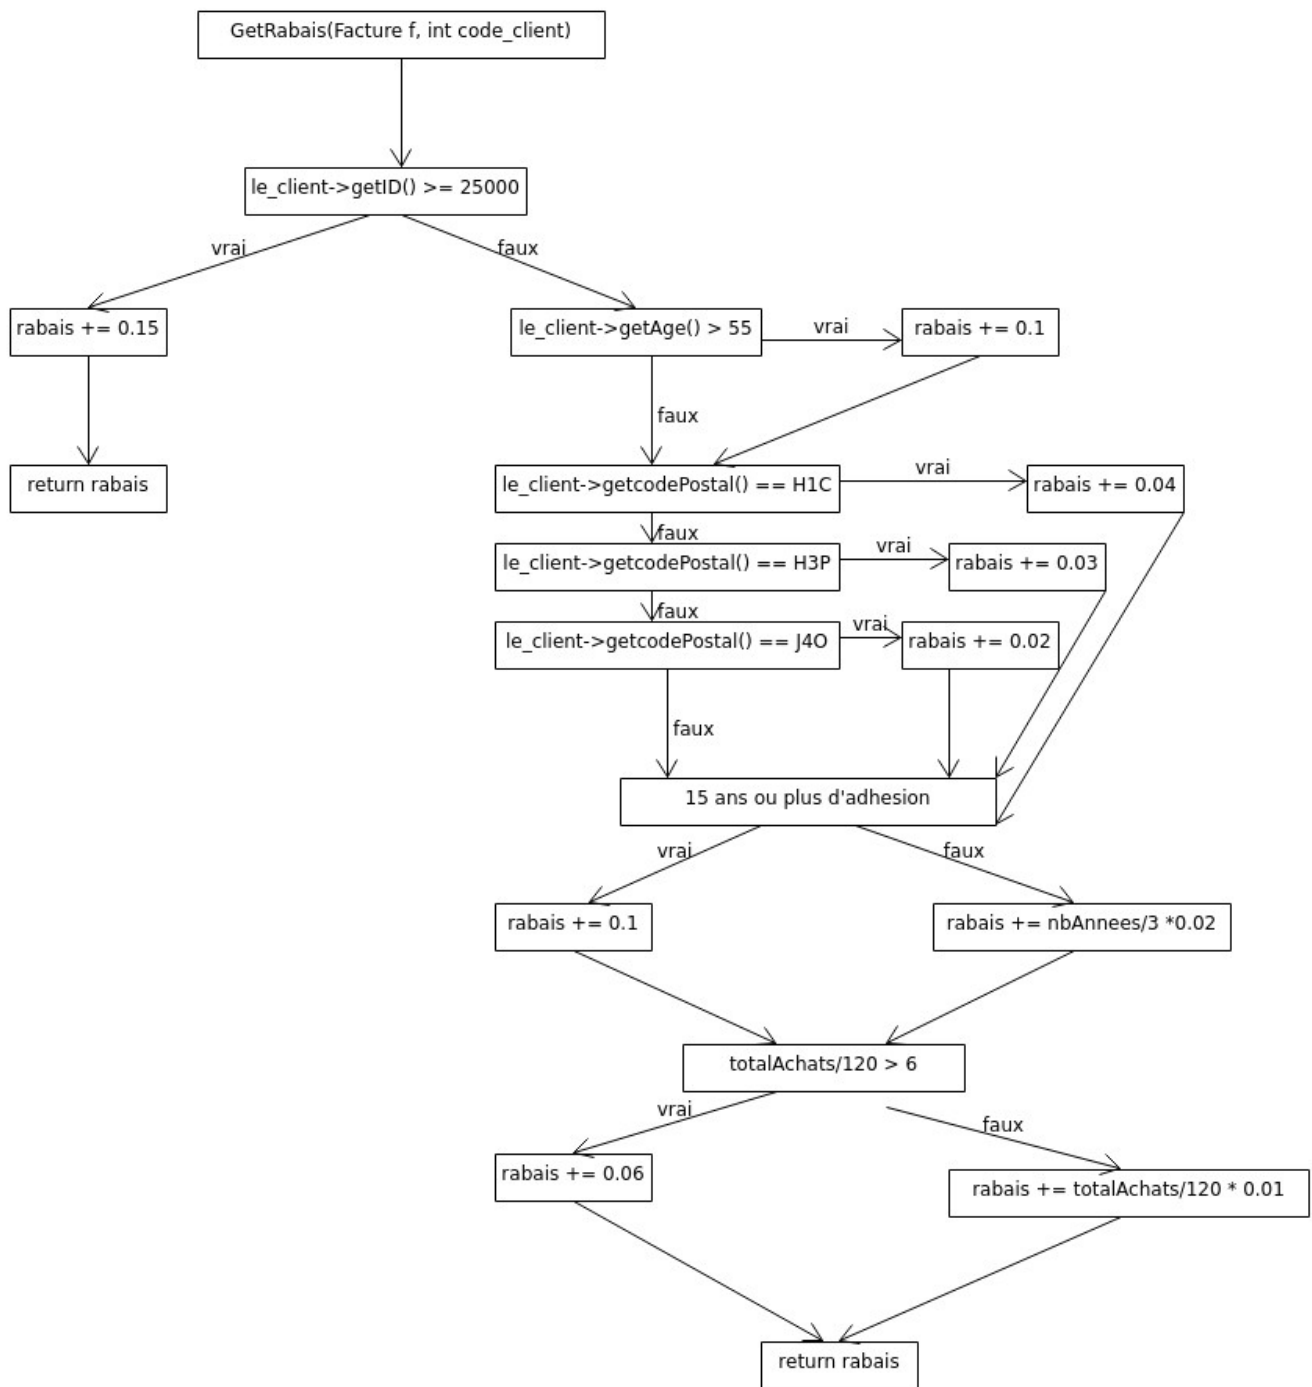 GetRabais(Facture f, int code_client)
le_client->getID() >= 25000
vrai
faux
rabais += 0.15
le_client->getAge() > 55
vrai
rabais += 0.1
faux
return rabais
le_client->getcodePostal() == H1C
vrai
rabais += 0.04
faux
le_client->getcodePostal() == H3P
vrai
rabais += 0.03
faux
le_client->getcodePostal() == J4O
vrai
rabais += 0.02
faux
15 ans ou plus d'adhesion
vrai
faux
rabais += 0.1
rabais += nbAnnees/3 *0.02
totalAchats/120 > 6
vrai
faux
rabais += 0.06
rabais += totalAchats/120 * 0.01
return rabais